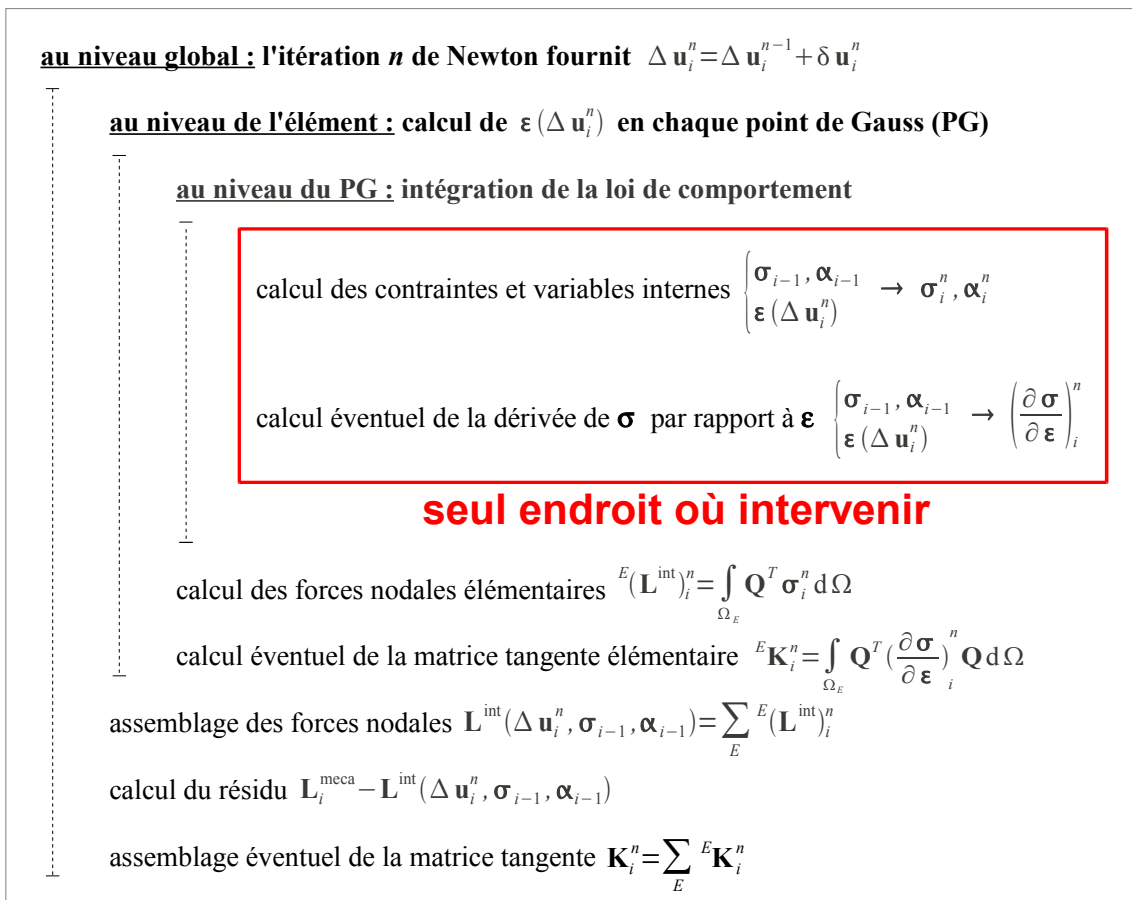 au niveau global : l'itération n de Newton fournit Δ u_i^n = Δ u_i^{n−1} + δ u_i^n
au niveau de l'élément : calcul de ε (Δ u_i^n) en chaque point de Gauss (PG)
au niveau du PG : intégration de la loi de comportement
calcul des contraintes et variables internes { σ_{i−1}, α_{i−1} ; ε (Δ u_i^n) → σ_i^n, α_i^n
calcul éventuel de la dérivée de σ par rapport à ε { σ_{i−1}, α_{i−1} ; ε (Δ u_i^n) → (∂ σ / ∂ ε)_i^n
seul endroit où intervenir
calcul des forces nodales élémentaires ^E(L^int)_i^n = ∫_{Ω_E} Q^T σ_i^n d Ω
calcul éventuel de la matrice tangente élémentaire ^E K_i^n = ∫_{Ω_E} Q^T (∂ σ / ∂ ε)_i^n Q d Ω
assemblage des forces nodales L^int (Δ u_i^n, σ_{i−1}, α_{i−1}) = ∑_E ^E(L^int)_i^n
calcul du résidu L_i^meca − L^int (Δ u_i^n, σ_{i−1}, α_{i−1})
assemblage éventuel de la matrice tangente K_i^n = ∑_E ^E K_i^n